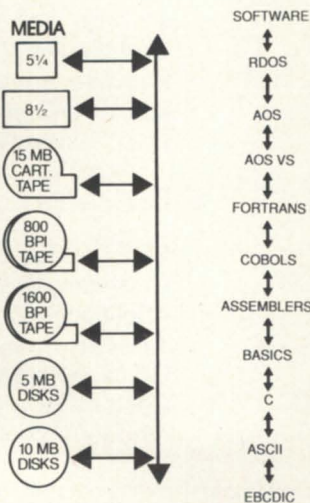 MEDIA
5¼
8½
15 MB
CART.
TAPE
800
BPI
TAPE
1600
BPI
TAPE
5 MB
DISKS
10 MB
DISKS
SOFTWARE
RDOS
AOS
AOS VS
FORTRANS
COBOLS
ASSEMBLERS
BASICS
C
ASCII
EBCDIC